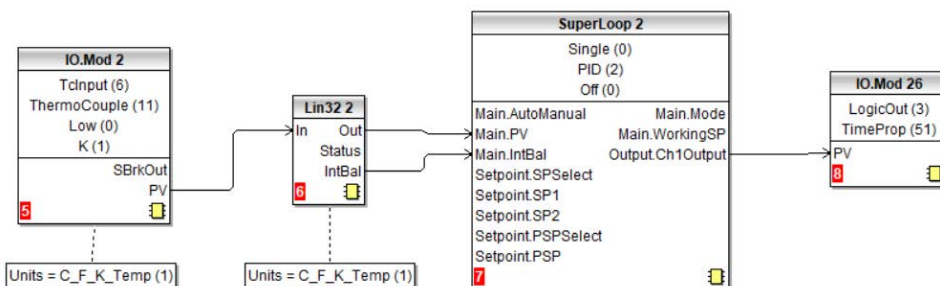 IO.Mod 2
TcInput (6)
ThermoCouple (11)
Low (0)
K (1)
SBrkOut
PV
5
Units = C_F_K_Temp (1)
Lin32 2
In Out
Status
IntBal
6
Units = C_F_K_Temp (1)
SuperLoop 2
Single (0)
PID (2)
Off (0)
Main.AutoManual Main.Mode
Main.PV Main.WorkingSP
Main.IntBal Output.Ch1Output
Setpoint.SPSelect
Setpoint.SP1
Setpoint.SP2
Setpoint.PSPSelect
Setpoint.PSP
7
IO.Mod 26
LogicOut (3)
TimeProp (51)
PV
8